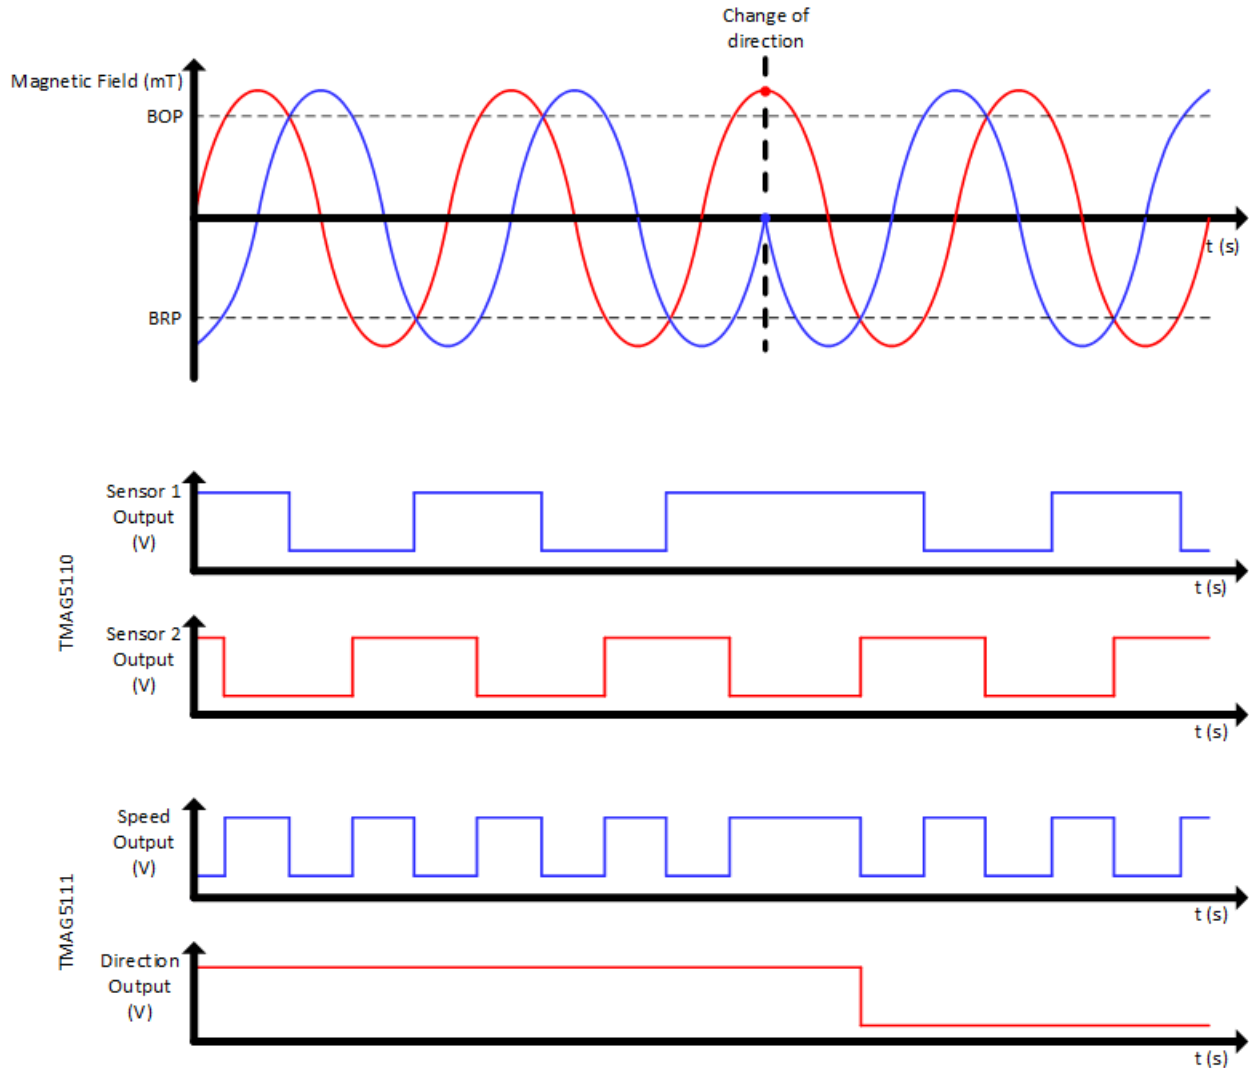 Change of
direction
Magnetic Field (mT)
BOP
t (s)
BRP
Sensor 1
Output
(V)
t (s)
TMAG5110
Sensor 2
Output
(V)
t (s)
Speed
Output
(V)
t (s)
TMAG5111
Direction
Output
(V)
t (s)